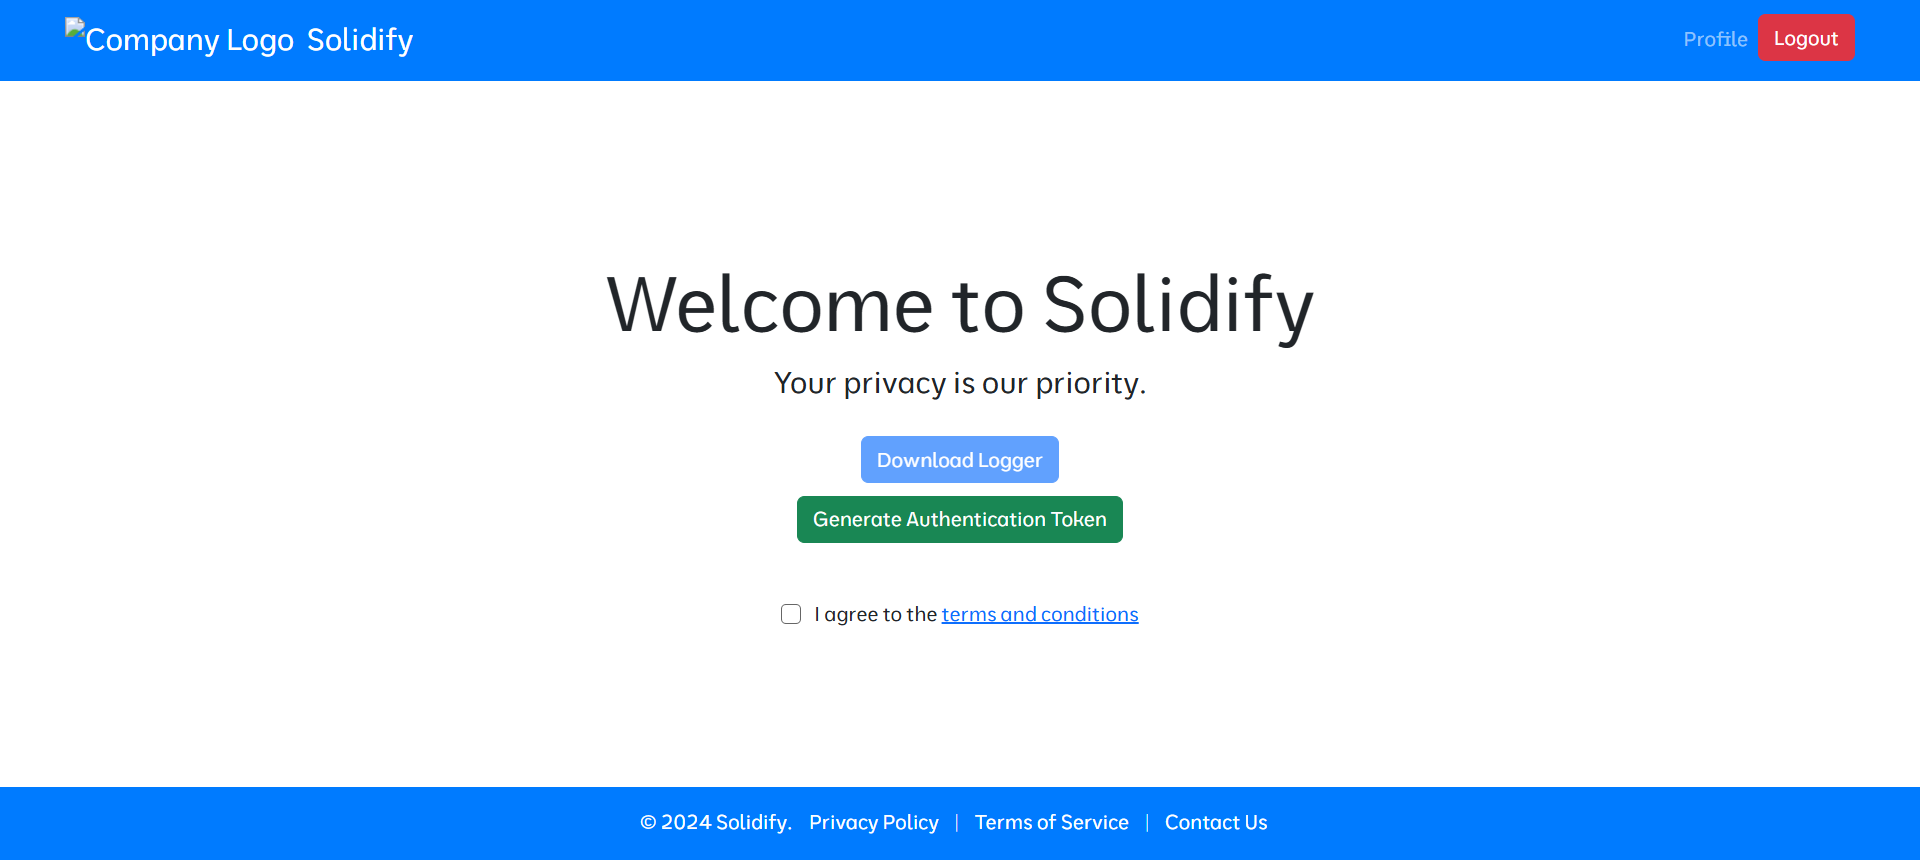 Company Logo Solidify
Profile
Logout
Welcome to Solidify
Your privacy is our priority.
Download Logger
Generate Authentication Token
I agree to the terms and conditions
© 2024 Solidify. Privacy Policy | Terms of Service | Contact Us